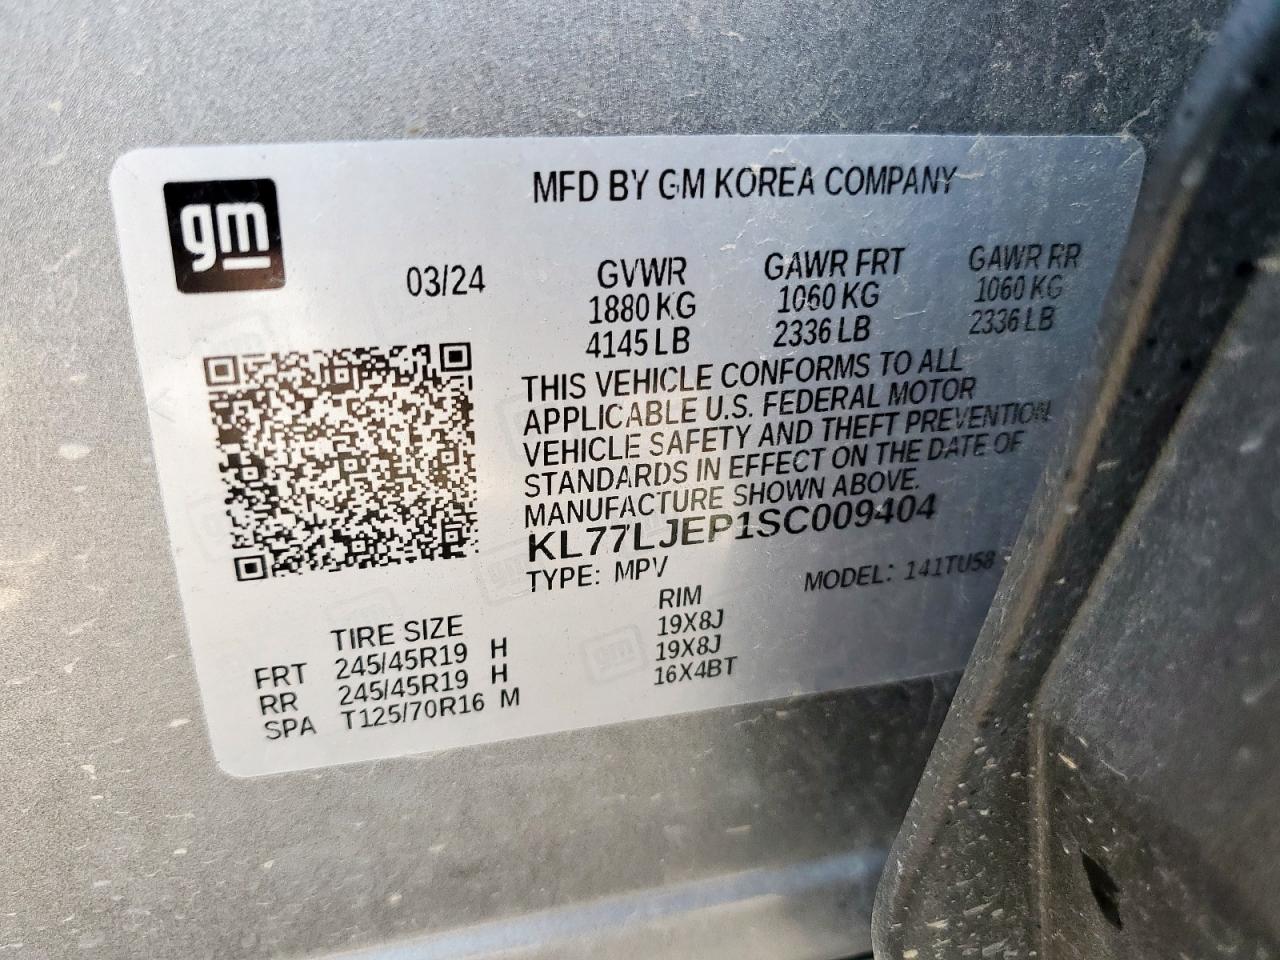 gm
MFD BY GM KOREA COMPANY
03/24
GVWR GAWR FRT GAWR RR
1880 KG 1060 KG 1060 KG
4145 LB 2336 LB 2336 LB
THIS VEHICLE CONFORMS TO ALL
APPLICABLE U.S. FEDERAL MOTOR
VEHICLE SAFETY AND THEFT PREVENTION
STANDARDS IN EFFECT ON THE DATE OF
MANUFACTURE SHOWN ABOVE.
KL77LJEP1SC009404
TYPE: MPV MODEL: 141TU58
TIRE SIZE RIM
FRT 245/45R19 H 19X8J
RR 245/45R19 H 19X8J
SPA T125/70R16 M 16X4BT
gm